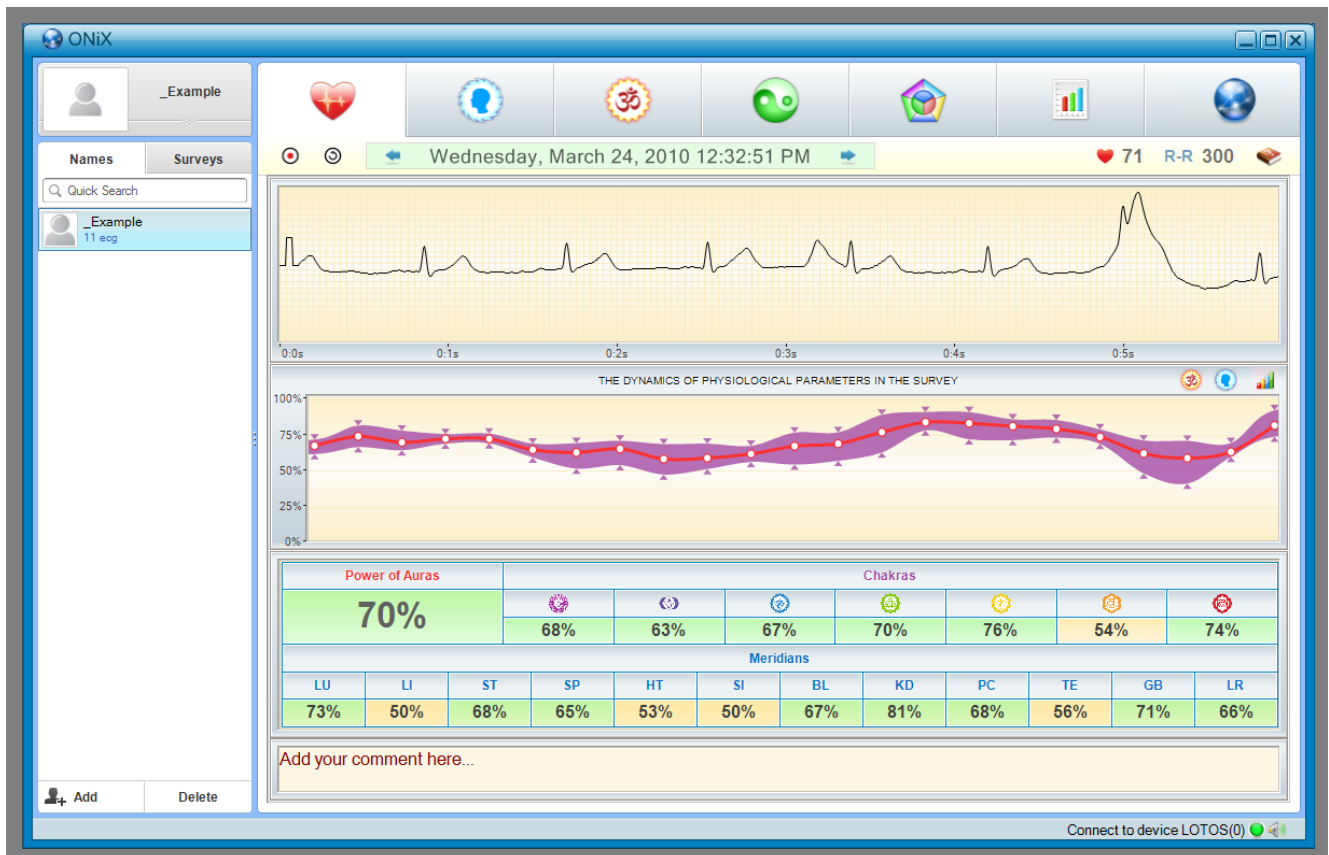 ONiX
_Example
Names Surveys
Quick Search
_Example
11 ecg
Add Delete
Wednesday, March 24, 2010 12:32:51 PM 71 R-R 300
0:0s 0:1s 0:2s 0:3s 0:4s 0:5s
THE DYNAMICS OF PHYSIOLOGICAL PARAMETERS IN THE SURVEY
100%
75%
50%
25%
0%
Power of Auras Chakras
70%
68% 63% 67% 70% 76% 54% 74%
Meridians
LU LI ST SP HT SI BL KD PC TE GB LR
73% 50% 68% 65% 53% 50% 67% 81% 68% 56% 71% 66%
Add your comment here...
Connect to device LOTOS(0)